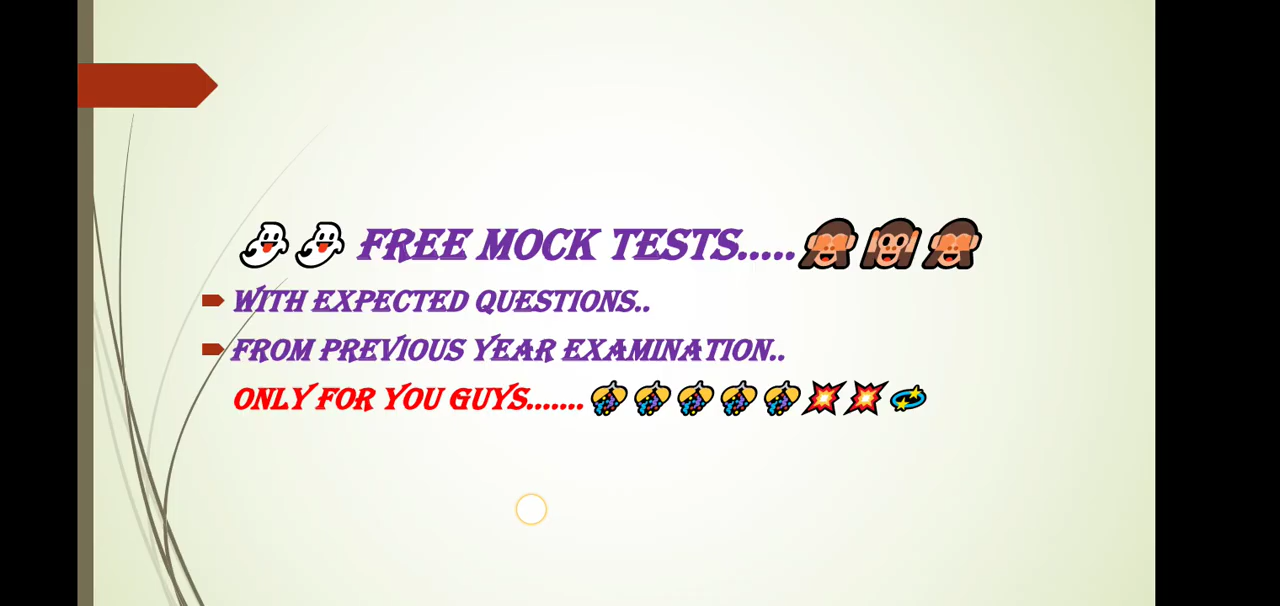 👻👻 FREE MOCK TESTS.....🙈🙉🙈
WITH EXPECTED QUESTIONS..
FROM PREVIOUS YEAR EXAMINATION..
ONLY FOR YOU GUYS.......🎊🎊🎊🎊🎊💥💥💫